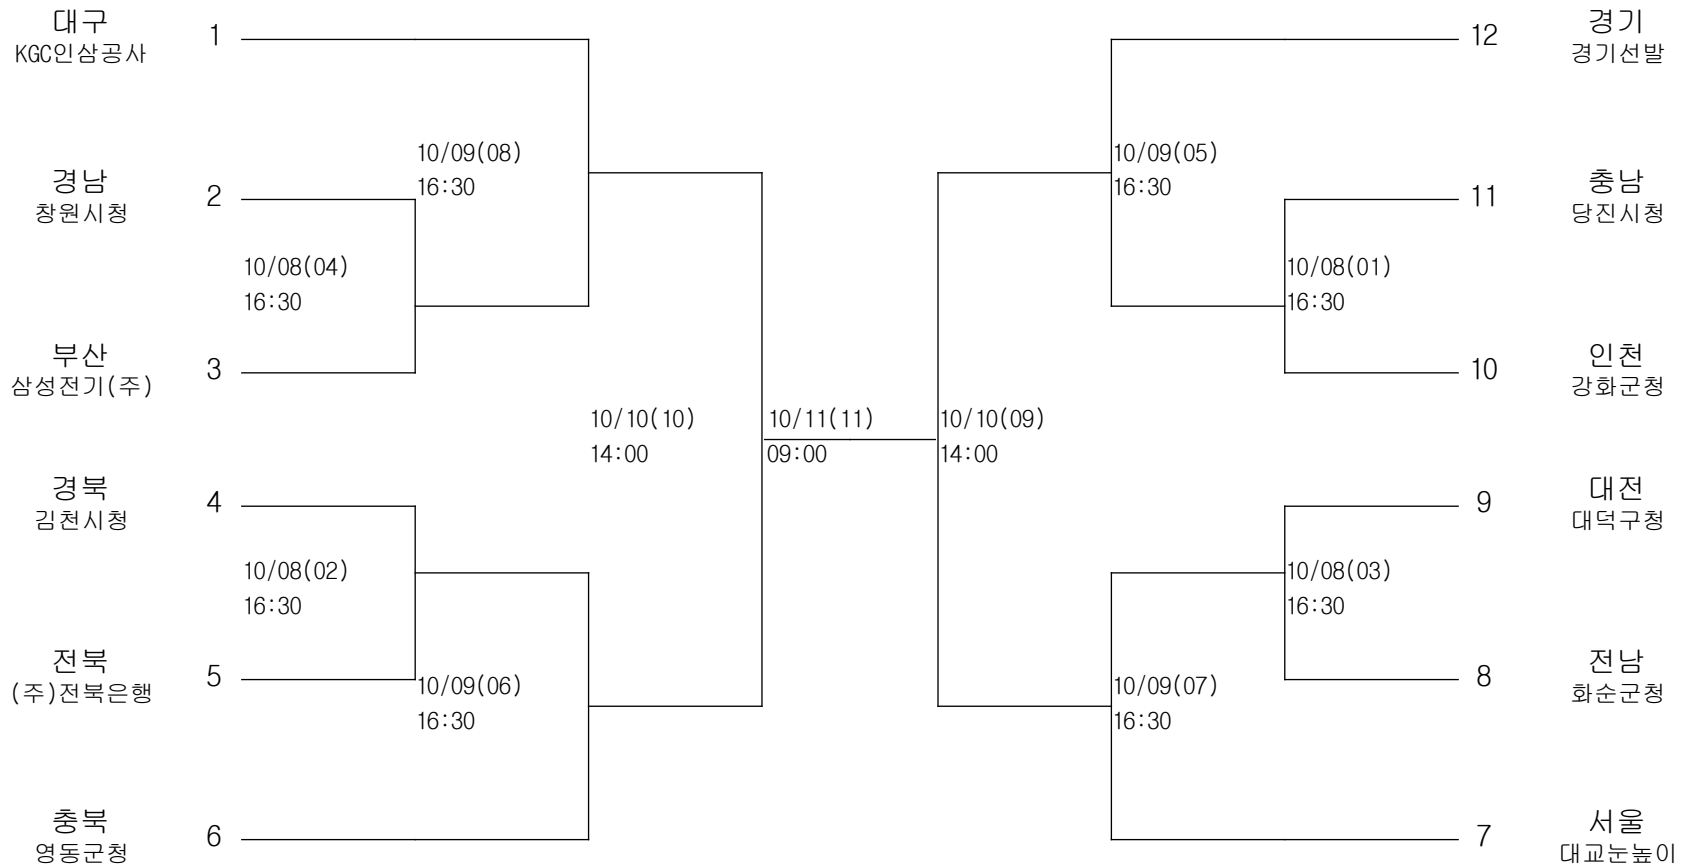 대구
KGC인삼공사
1
12
경기
경기선발
10/09(08)
16:30
10/09(05)
16:30
경남
창원시청
2
11
충남
당진시청
10/08(04)
16:30
10/08(01)
16:30
부산
삼성전기(주)
3
10
인천
강화군청
10/10(10)
14:00
10/11(11)
09:00
10/10(09)
14:00
경북
김천시청
4
9
대전
대덕구청
10/08(02)
16:30
10/08(03)
16:30
전북
(주)전북은행
5
8
전남
화순군청
10/09(06)
16:30
10/09(07)
16:30
충북
영동군청
6
7
서울
대교눈높이